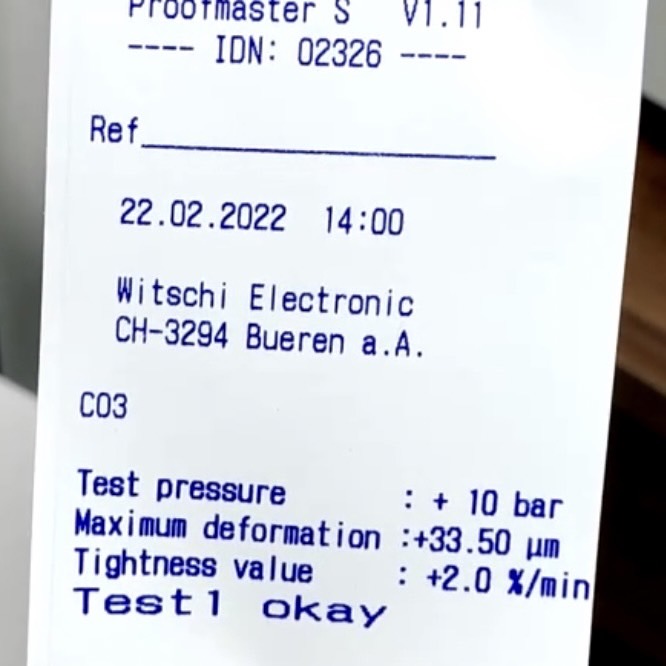 Proofmaster S V1.11
---- IDN: 02326 ----
Ref_______________
22.02.2022 14:00
Witschi Electronic
CH-3294 Bueren a.A.
C03
Test pressure : + 10 bar
Maximum deformation :+33.50 µm
Tightness value : +2.0 %/min
Test1 okay